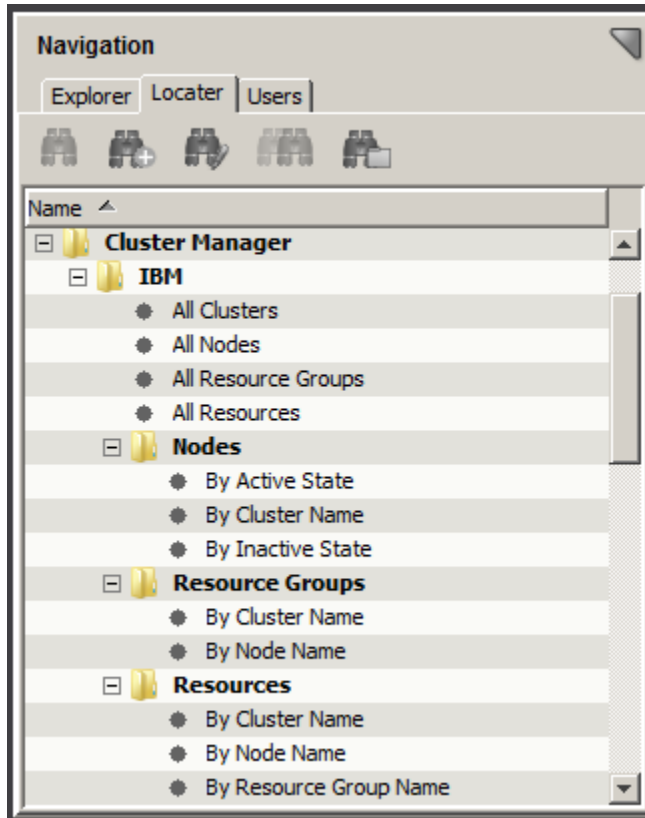 Navigation
Explorer Locater Users
Name
Cluster Manager
IBM
All Clusters
All Nodes
All Resource Groups
All Resources
Nodes
By Active State
By Cluster Name
By Inactive State
Resource Groups
By Cluster Name
By Node Name
Resources
By Cluster Name
By Node Name
By Resource Group Name